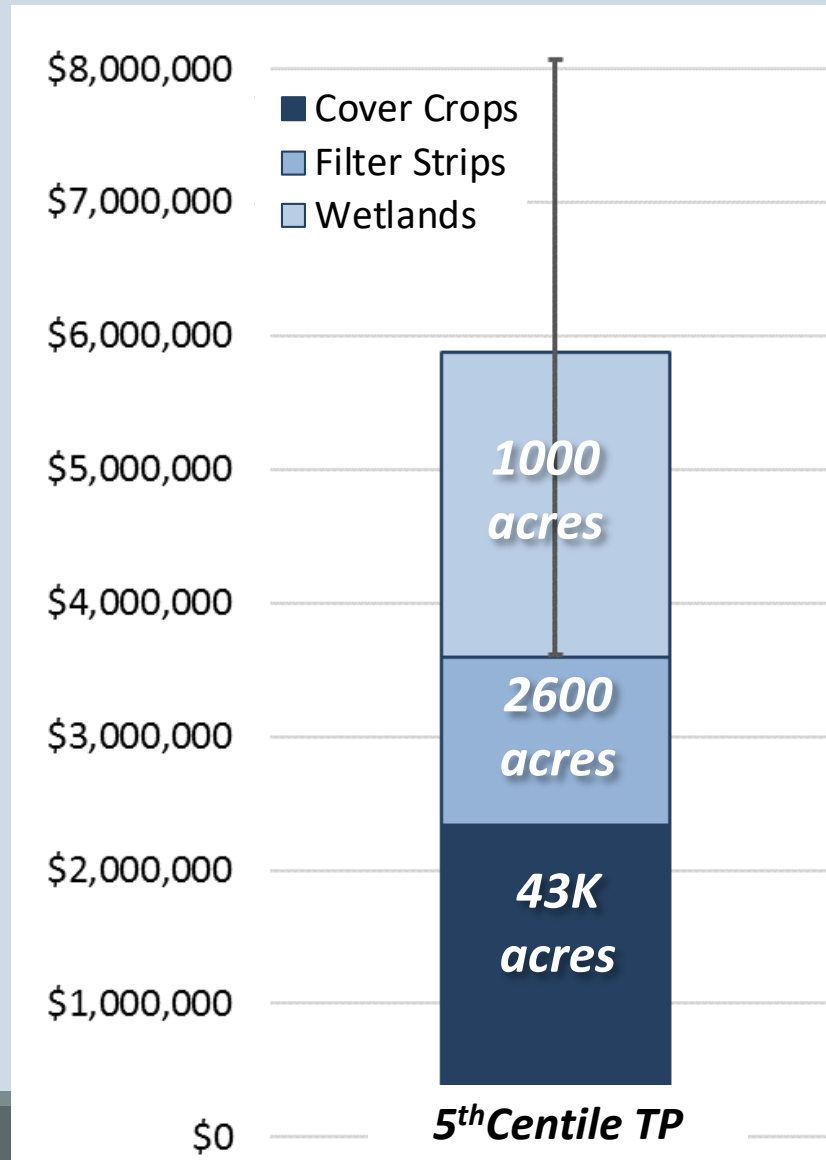 $8,000,000
Cover Crops
Filter Strips
$7,000,000
Wetlands
$6,000,000
1000
$5,000,000
acres
$4,000,000
2600
$3,000,000
acres
$2,000,000
43K
acres
$1,000,000
5thCentile TP
$0